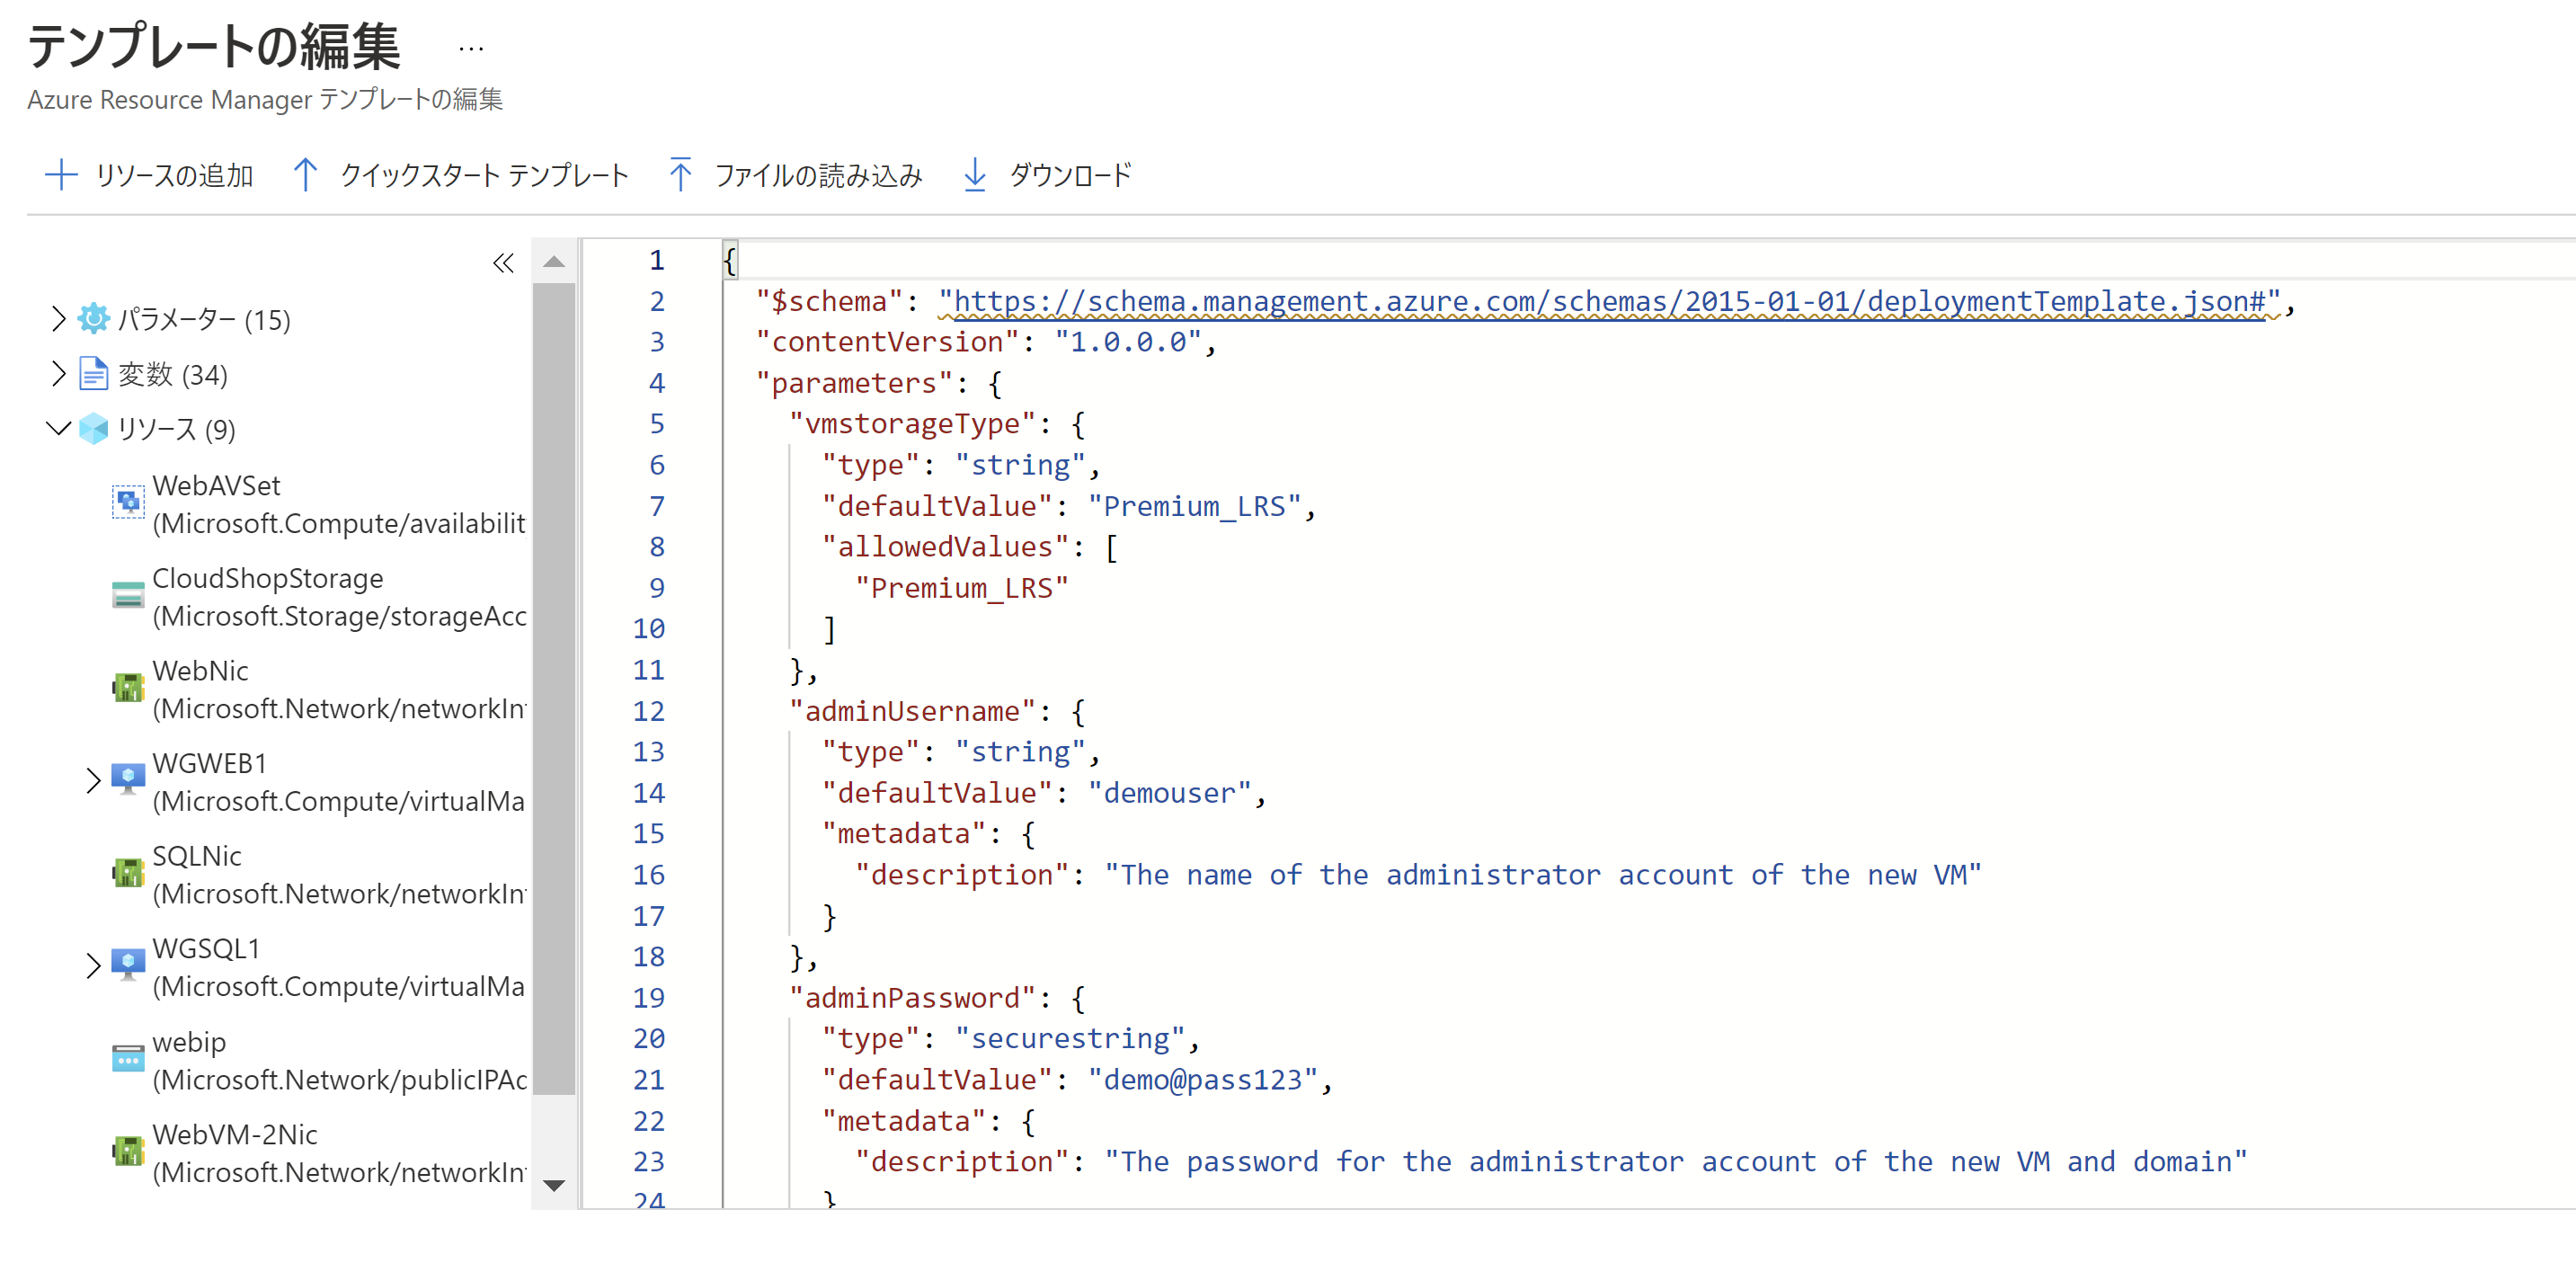 テンプレートの編集 ...
Azure Resource Manager テンプレートの編集
リソースの追加 クイックスタート テンプレート ファイルの読み込み ダウンロード
パラメーター (15)
変数 (34)
リソース (9)
WebAVSet
(Microsoft.Compute/availabilit
CloudShopStorage
(Microsoft.Storage/storageAcc
WebNic
(Microsoft.Network/networkIn
WGWEB1
(Microsoft.Compute/virtualMa
SQLNic
(Microsoft.Network/networkIn
WGSQL1
(Microsoft.Compute/virtualMa
webip
(Microsoft.Network/publicIPAd
WebVM-2Nic
(Microsoft.Network/networkIn
1 {
2 "$schema": "https://schema.management.azure.com/schemas/2015-01-01/deploymentTemplate.json#",
3 "contentVersion": "1.0.0.0",
4 "parameters": {
5 "vmstorageType": {
6 "type": "string",
7 "defaultValue": "Premium_LRS",
8 "allowedValues": [
9 "Premium_LRS"
10 ]
11 },
12 "adminUsername": {
13 "type": "string",
14 "defaultValue": "demouser",
15 "metadata": {
16 "description": "The name of the administrator account of the new VM"
17 }
18 },
19 "adminPassword": {
20 "type": "securestring",
21 "defaultValue": "demo@pass123",
22 "metadata": {
23 "description": "The password for the administrator account of the new VM and domain"
24 }